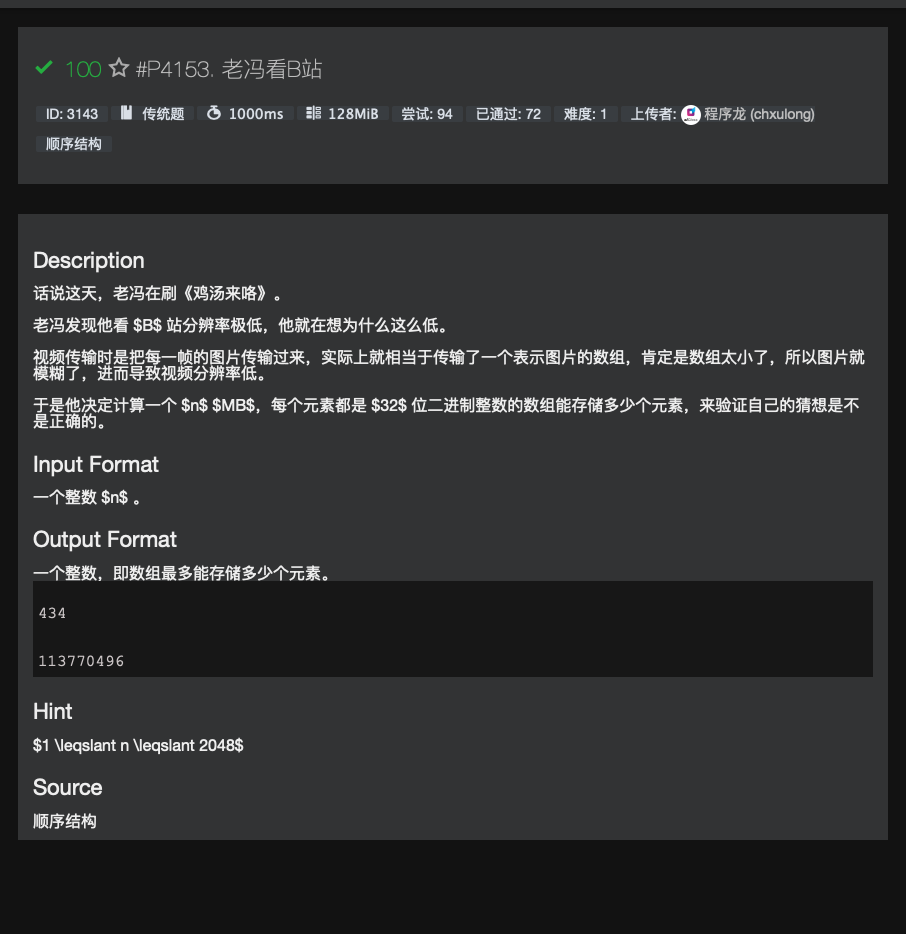 100 #P4153. 老冯看B站
ID: 3143 传统题 1000ms 128MiB 尝试: 94 已通过: 72 难度: 1 上传者: 程序龙 (chxulong)
顺序结构
Description
话说这天，老冯在刷《鸡汤来咯》。
老冯发现他看 $B$ 站分辨率极低，他就在想为什么这么低。
视频传输时是把每一帧的图片传输过来，实际上就相当于传输了一个表示图片的数组，肯定是数组太小了，所以图片就
模糊了，进而导致视频分辨率低。
于是他决定计算一个 $n$ $MB$，每个元素都是 $32$ 位二进制整数的数组能存储多少个元素，来验证自己的猜想是不
是正确的。
Input Format
一个整数 $n$ 。
Output Format
一个整数，即数组最多能存储多少个元素。
434
113770496
Hint
$1 \leqslant n \leqslant 2048$
Source
顺序结构